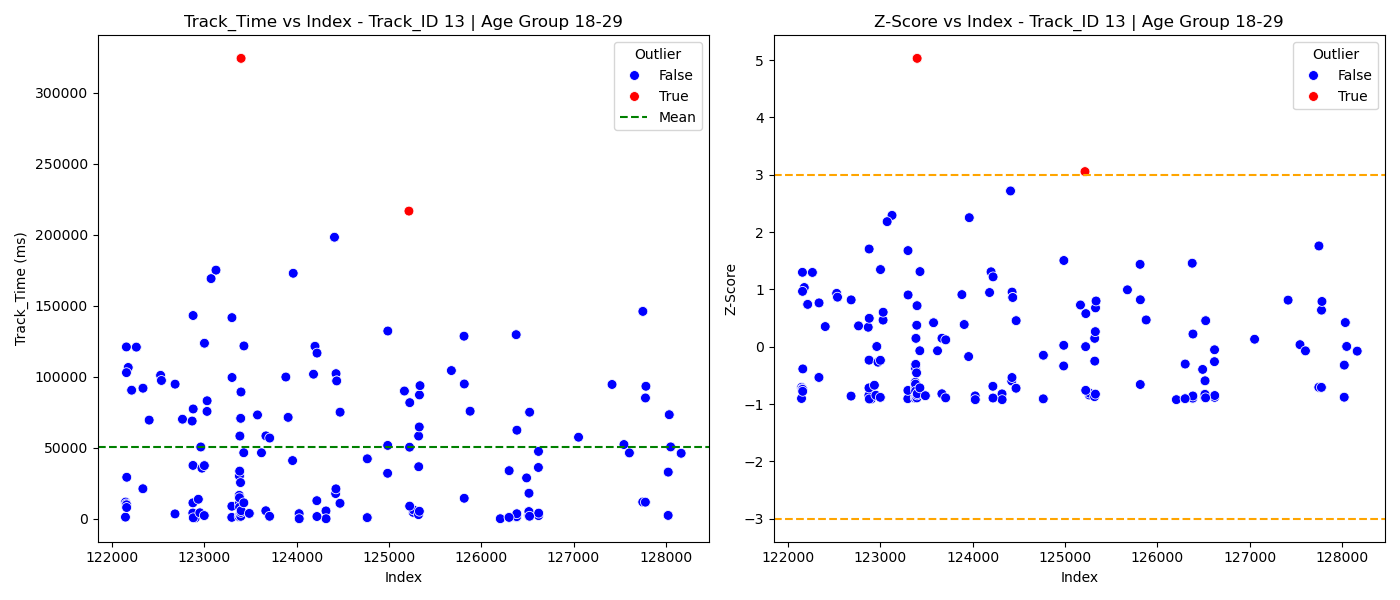 Track_Time vs Index - Track_ID 13 | Age Group 18-29
Track_Time (ms)
300000
250000
200000
150000
100000
50000
0
122000 123000 124000 125000 126000 127000 128000
Index
Outlier
False
True
Mean
Z-Score vs Index - Track_ID 13 | Age Group 18-29
Z-Score
5
4
3
2
1
0
−1
−2
−3
122000 123000 124000 125000 126000 127000 128000
Index
Outlier
False
True